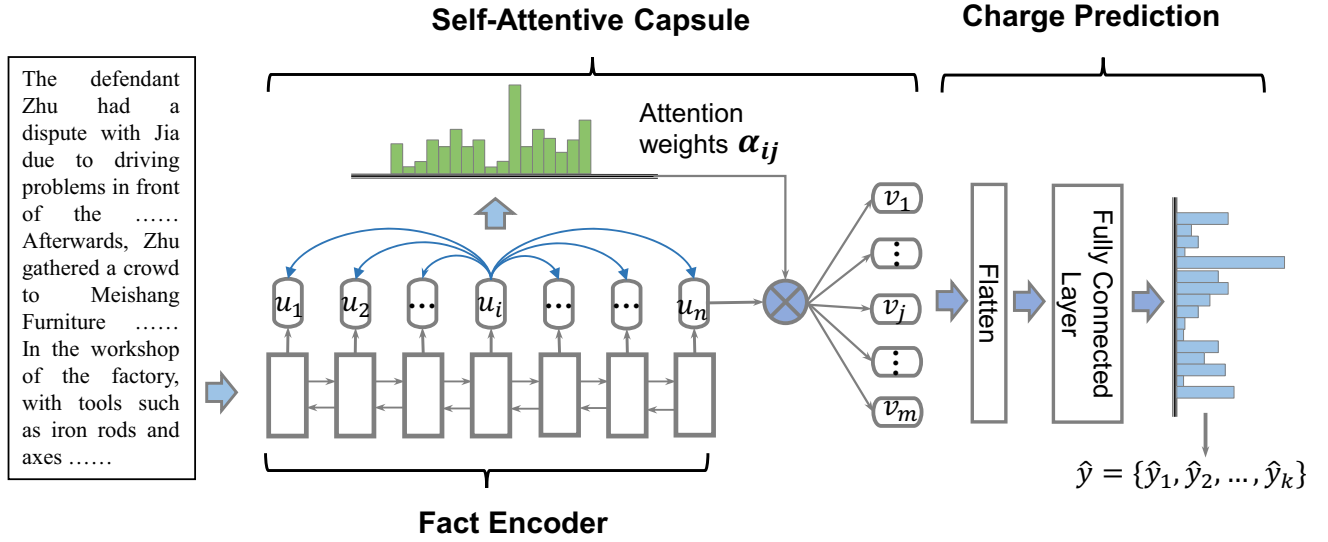 Self-Attentive Capsule
Charge Prediction
The defendant
Zhu had a
dispute with Jia
due to driving
problems in front
of the ……
Afterwards, Zhu
gathered a crowd
to Meishang
Furniture ……
In the workshop
of the factory,
with tools such
as iron rods and
axes ……
Attention
weights α_{ij}
u_1
u_2
...
u_i
...
...
u_n
v_1
⋮
v_j
⋮
v_m
Flatten
Fully Connected
Layer
ŷ = {ŷ_1, ŷ_2, …, ŷ_k}
Fact Encoder